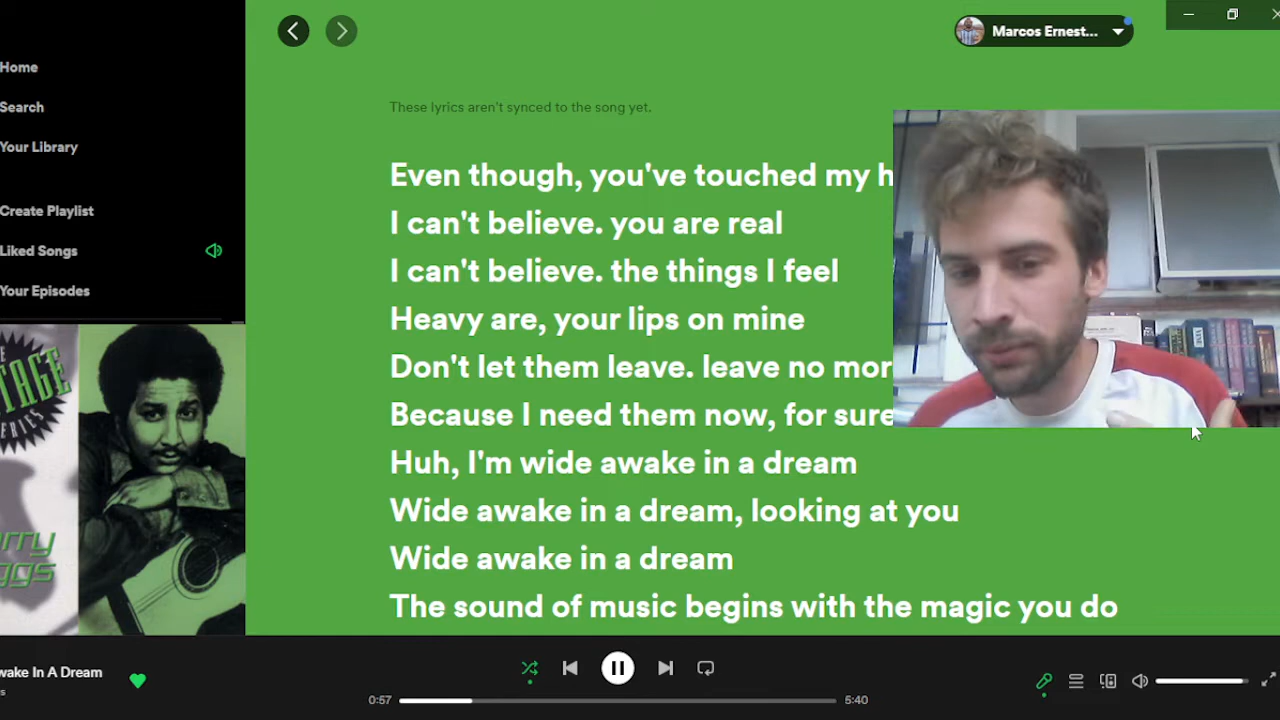 Marcos Ernest...
Home
Search
Your Library
Create Playlist
Liked Songs
Your Episodes
These lyrics aren't synced to the song yet.
Even though, you've touched my h
I can't believe. you are real
I can't believe. the things I feel
Heavy are, your lips on mine
Don't let them leave. leave no mor
Because I need them now, for sure
Huh, I'm wide awake in a dream
Wide awake in a dream, looking at you
Wide awake in a dream
The sound of music begins with the magic you do
TAGE
ERIES
rry
ggs
wake In A Dream
s
0:57
5:40